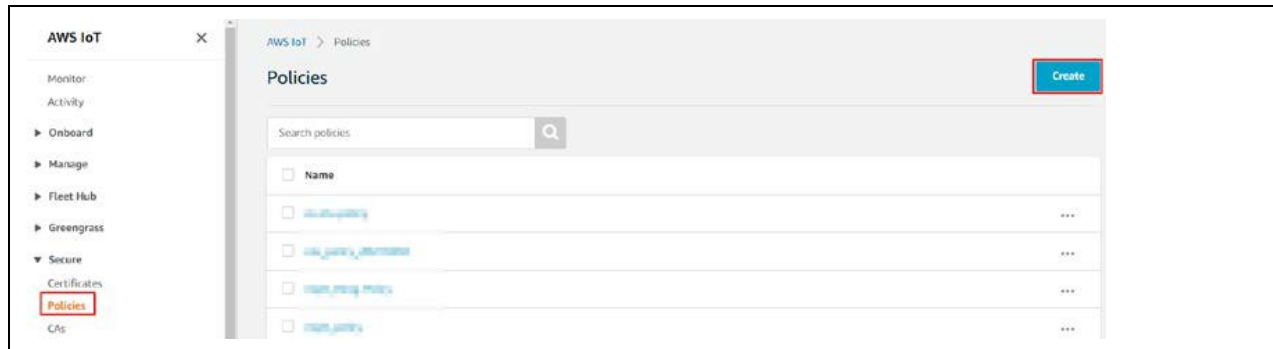 AWS IoT
×
Monitor
Activity
Onboard
Manage
Fleet Hub
Greengrass
Secure
Certificates
Policies
CAs
AWS IoT > Policies
Policies
Create
Search policies
Name
...
...
...
...